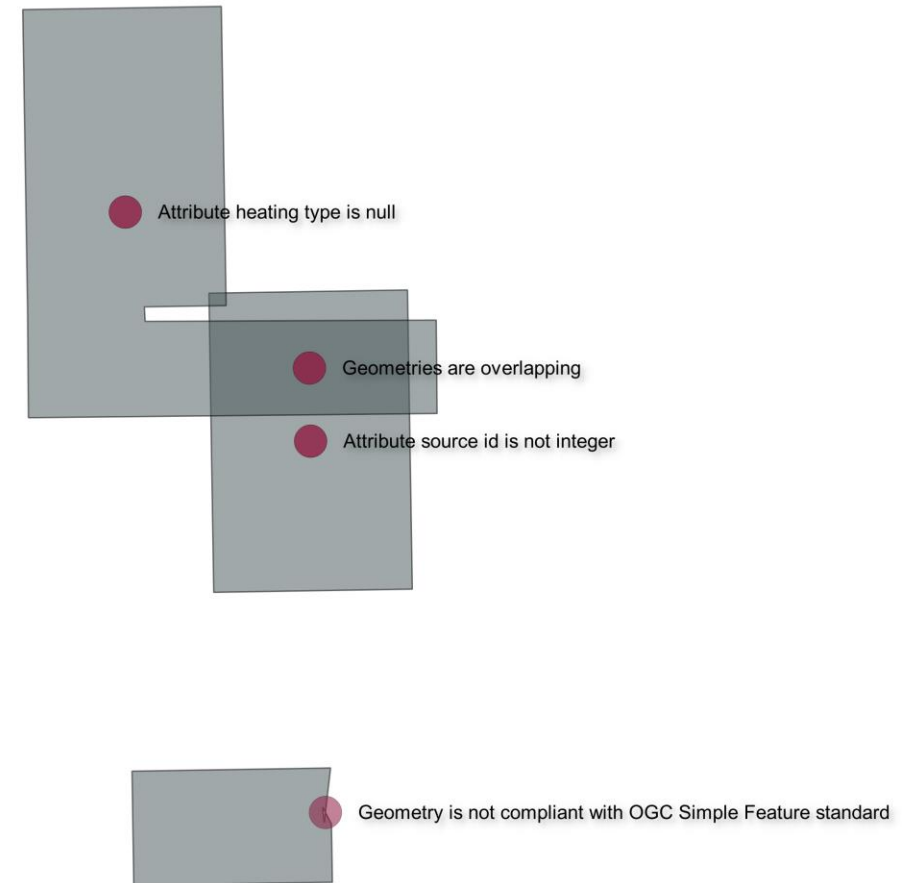 Attribute heating type is null
Geometries are overlapping
Attribute source id is not integer
Geometry is not compliant with OGC Simple Feature standard